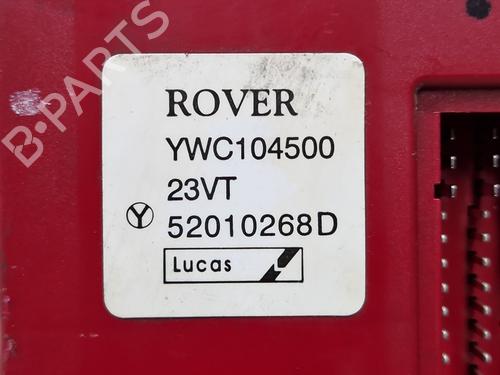 B-PARTS
ROVER
YWC104500
23VT
Y 52010268D
Lucas